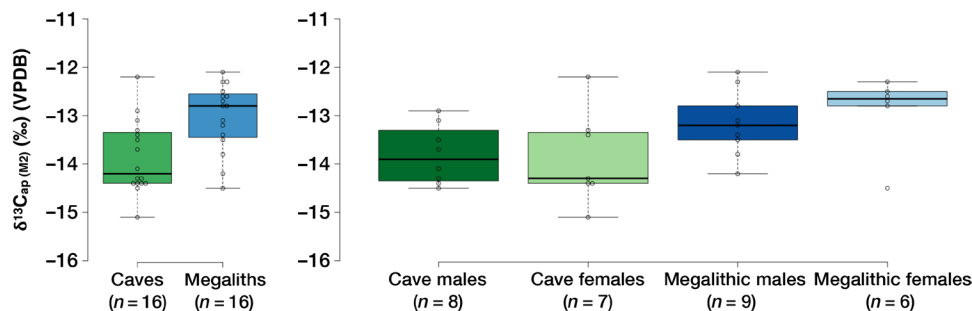 δ¹³Cap (M2) (‰) (VPDB)
−11
−12
−13
−14
−15
−16
Caves
(n = 16)
Megaliths
(n = 16)
−11
−12
−13
−14
−15
−16
Cave males
(n = 8)
Cave females
(n = 7)
Megalithic males
(n = 9)
Megalithic females
(n = 6)